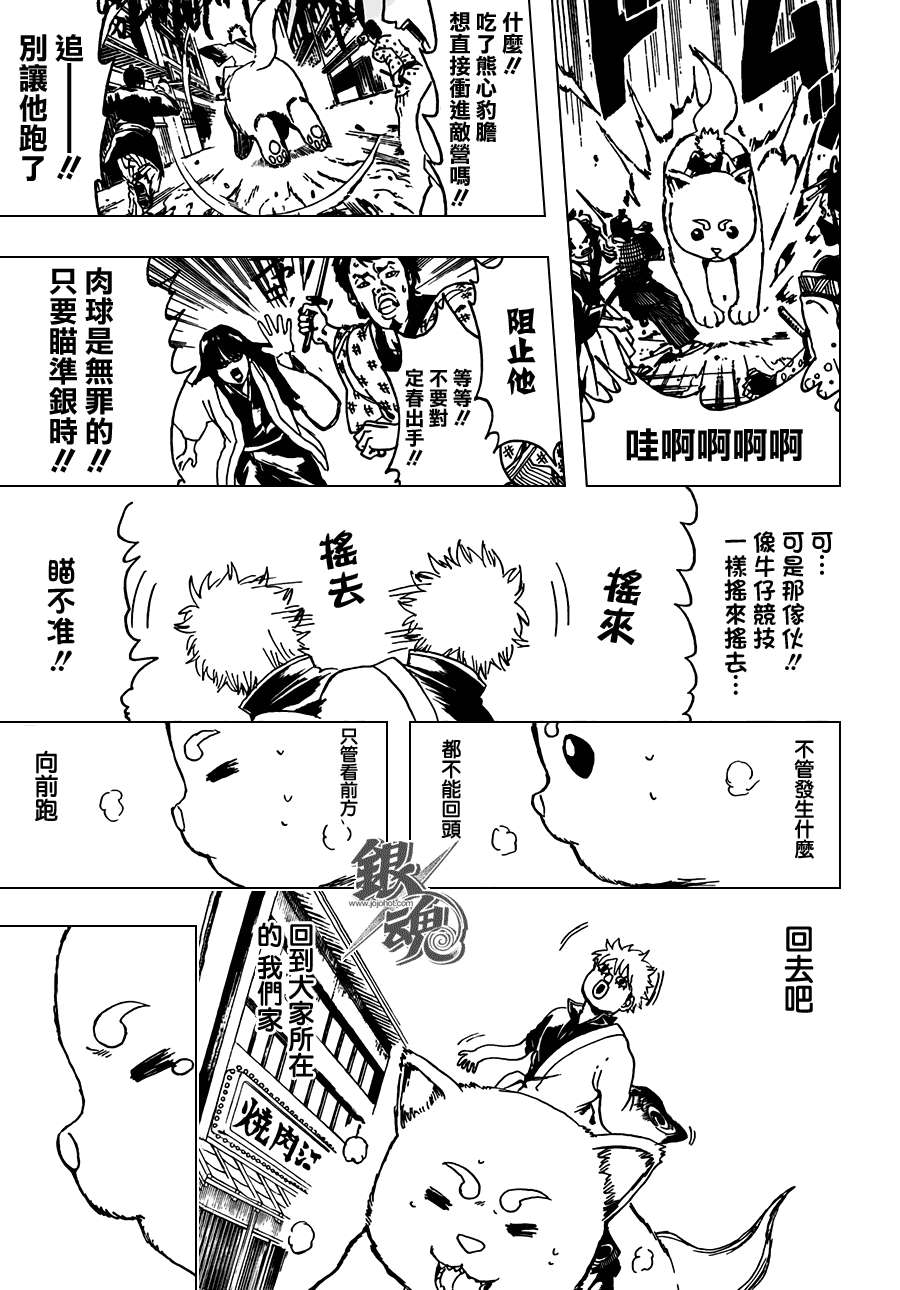 哇啊啊啊啊
什麼!!
吃了熊心豹膽
想直接衝進敵營嗎!!
追——!!
別讓他跑了
阻止他
等等!!
不要對
定春出手!!
肉球是無罪的!!
只要瞄準銀時!!
可…
可是那傢伙!!
像牛仔競技
一樣搖來搖去…
搖來
搖去
瞄不准!!
不管發生什麼
都不能回頭
只管看前方
向前跑
銀魂
www.jojohot.com
回去吧
回到大家所在
的 我們家
燒肉江